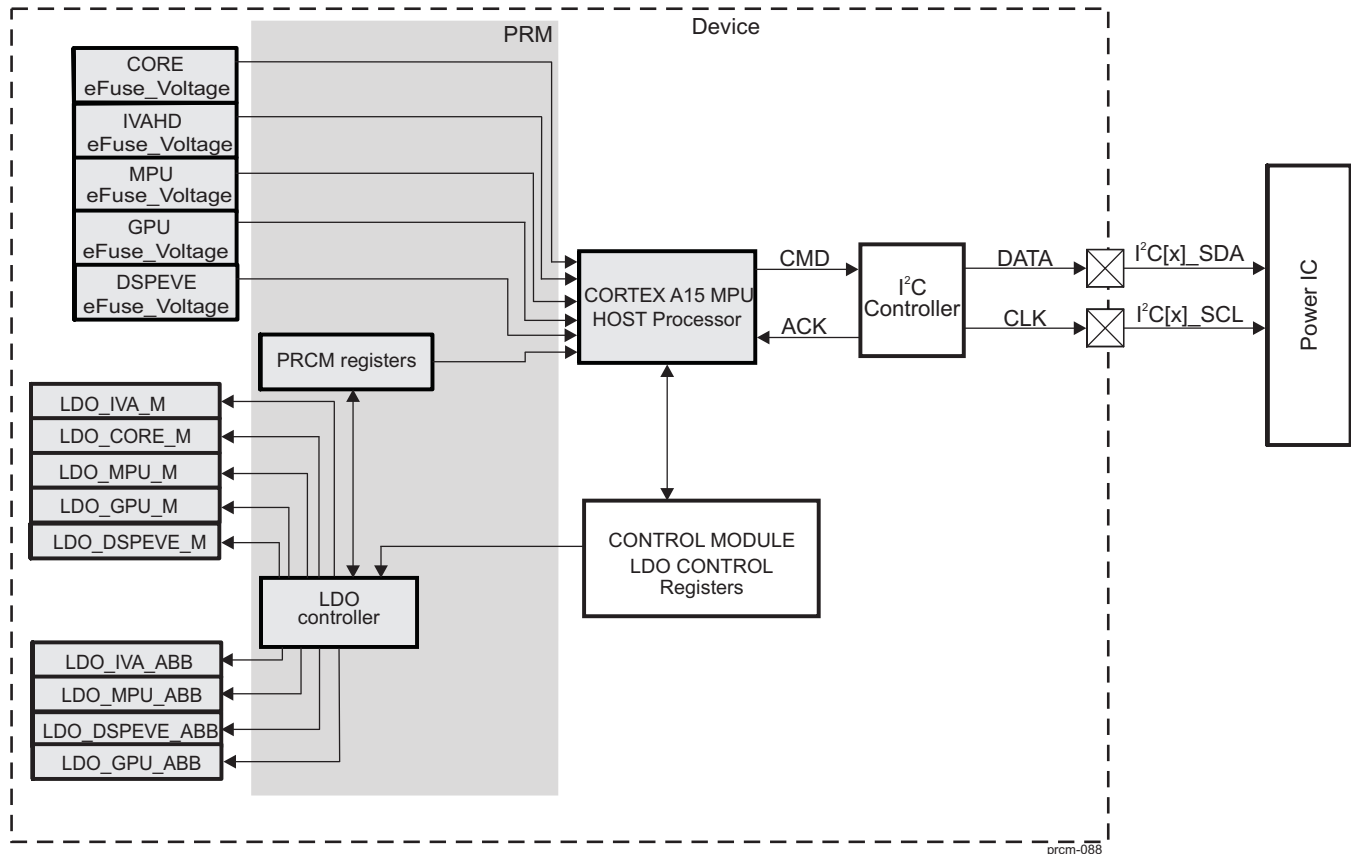 Device
PRM
CORE
eFuse_Voltage
IVAHD
eFuse_Voltage
MPU
eFuse_Voltage
GPU
eFuse_Voltage
DSPEVE
eFuse_Voltage
CORTEX A15 MPU
HOST Processor
CMD
ACK
I²C
Controller
DATA
CLK
I²C[x]_SDA
I²C[x]_SCL
Power IC
PRCM registers
LDO_IVA_M
LDO_CORE_M
LDO_MPU_M
LDO_GPU_M
LDO_DSPEVE_M
CONTROL MODULE
LDO CONTROL
Registers
LDO
controller
LDO_IVA_ABB
LDO_MPU_ABB
LDO_DSPEVE_ABB
LDO_GPU_ABB
prcm-088